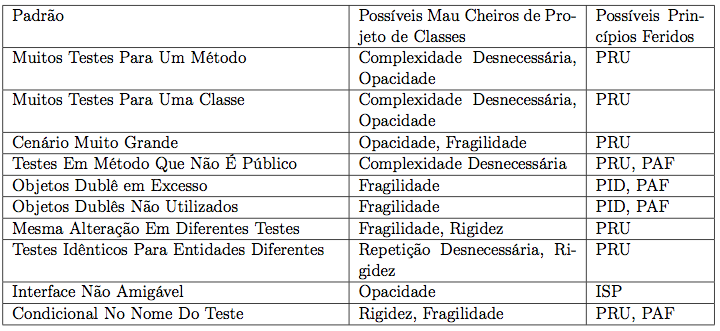 Padrão Possíveis Mau Cheiros de Pro- Possíveis Prin-
jeto de Classes cípios Feridos
Muitos Testes Para Um Método Complexidade Desnecessária, PRU
Opacidade
Muitos Testes Para Uma Classe Complexidade Desnecessária, PRU
Opacidade
Cenário Muito Grande Opacidade, Fragilidade PRU
Testes Em Método Que Não É Público Complexidade Desnecessária PRU, PAF
Objetos Dublê em Excesso Fragilidade PID, PAF
Objetos Dublês Não Utilizados Fragilidade PID, PAF
Mesma Alteração Em Diferentes Testes Fragilidade, Rigidez PRU
Testes Idênticos Para Entidades Diferentes Repetição Desnecessária, Ri- PRU
gidez
Interface Não Amigável Opacidade ISP
Condicional No Nome Do Teste Rigidez, Fragilidade PRU, PAF